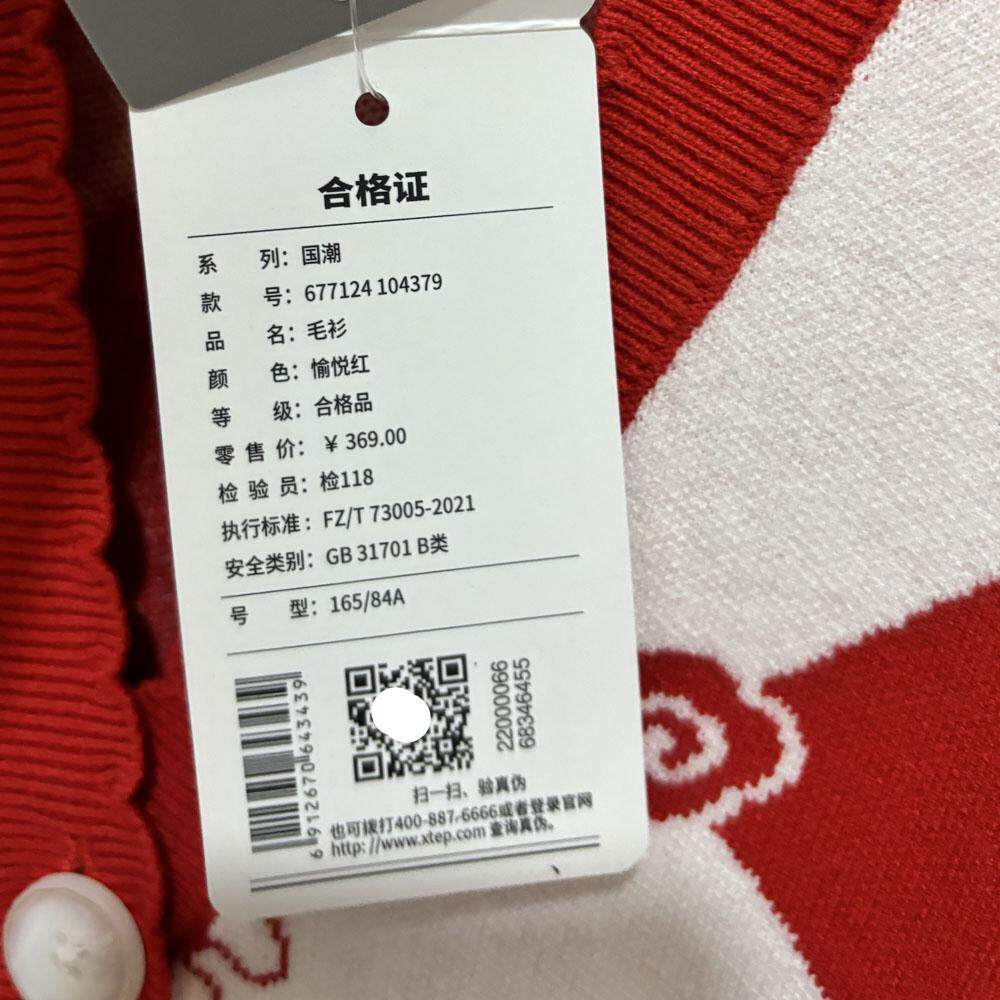 合格证
系 列：国潮
款 号：677124 104379
品 名：毛衫
颜 色：愉悦红
等 级：合格品
零 售 价：￥ 369.00
检 验 员：检118
执行标准：FZ/T 73005-2021
安全类别：GB 31701 B类
号 型：165/84A
6 912670 643439
22000066
68346455
扫一扫、验真伪
也可拨打400-887-6666或者登录官网
http: //www.xtep.com 查询真伪。